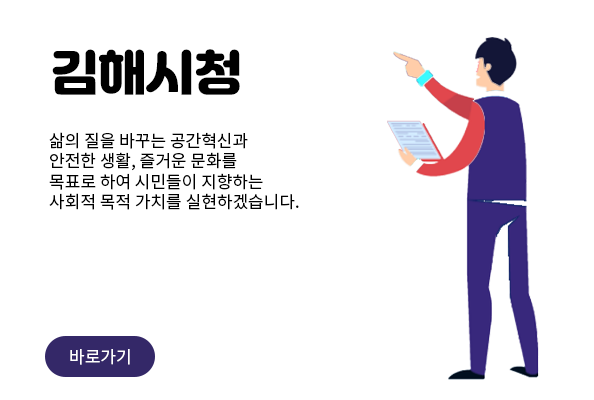 김해시청
삶의 질을 바꾸는 공간혁신과
안전한 생활, 즐거운 문화를
목표로 하여 시민들이 지향하는
사회적 목적 가치를 실현하겠습니다.
바로가기